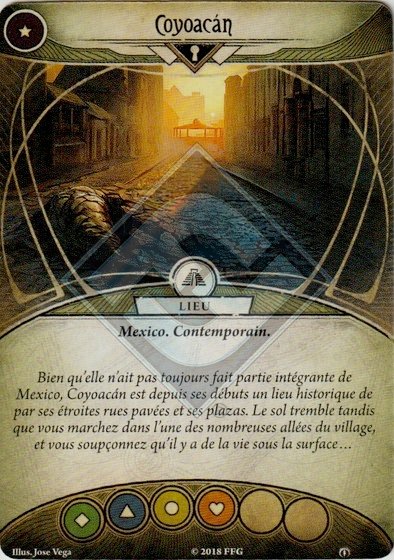 Coyoacán
LIEU
Mexico. Contemporain.
Bien qu'elle n'ait pas toujours fait partie intégrante de
Mexico, Coyoacán est depuis ses débuts un lieu historique de
par ses étroites rues pavées et ses plazas. Le sol tremble tandis
que vous marchez dans l'une des nombreuses allées du village,
et vous soupçonnez qu'il y a de la vie sous la surface…
Illus. Jose Vega
© 2018 FFG